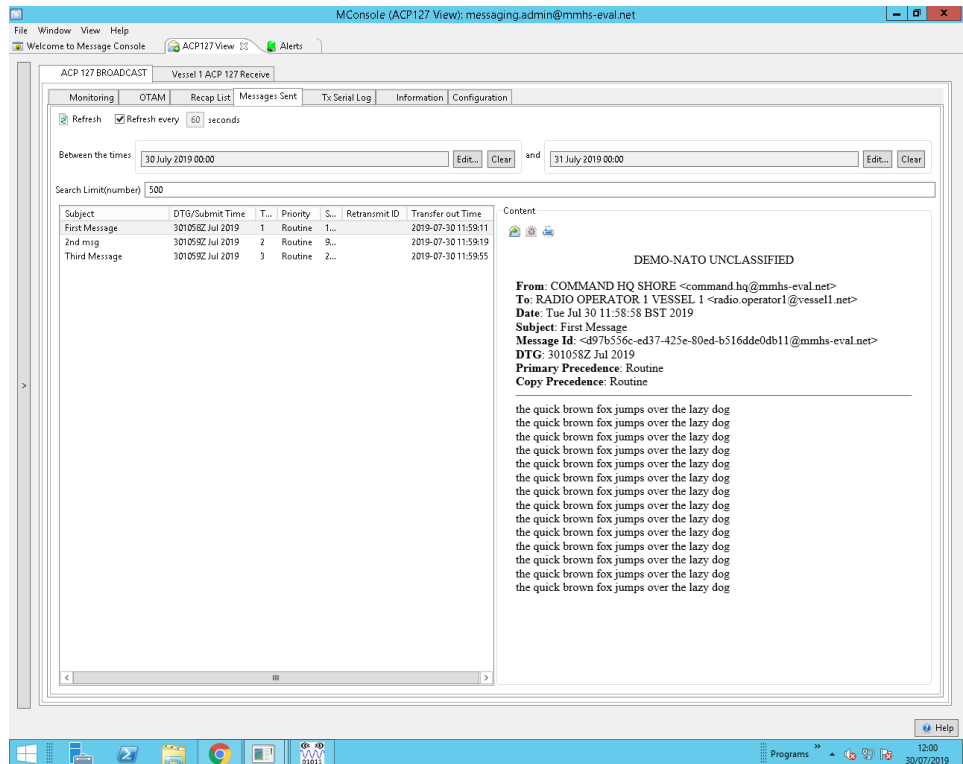 MConsole (ACP127 View): messaging.admin@mmhs-eval.net
File Window View Help
Welcome to Message Console ACP127 View Alerts
ACP 127 BROADCAST Vessel 1 ACP 127 Receive
Monitoring OTAM Recap List Messages Sent Tx Serial Log Information Configuration
Refresh Refresh every 60 seconds
Between the times 30 July 2019 00:00 Edit... Clear and 31 July 2019 00:00 Edit... Clear
Search Limit(number) 500
Subject DTG/Submit Time T... Priority S... Retransmit ID Transfer out Time
First Message 301058Z Jul 2019 1 Routine 1... 2019-07-30 11:59:11
2nd msg 301059Z Jul 2019 2 Routine 9... 2019-07-30 11:59:19
Third Message 301059Z Jul 2019 3 Routine 2... 2019-07-30 11:59:55
Content
DEMO-NATO UNCLASSIFIED
From: COMMAND HQ SHORE <command.hq@mmhs-eval.net>
To: RADIO OPERATOR 1 VESSEL 1 <radio.operator1@vessel1.net>
Date: Tue Jul 30 11:58:58 BST 2019
Subject: First Message
Message Id: <d97b556c-ed37-425e-80ed-b516dde0db11@mmhs-eval.net>
DTG: 301058Z Jul 2019
Primary Precedence: Routine
Copy Precedence: Routine
the quick brown fox jumps over the lazy dog
the quick brown fox jumps over the lazy dog
the quick brown fox jumps over the lazy dog
the quick brown fox jumps over the lazy dog
the quick brown fox jumps over the lazy dog
the quick brown fox jumps over the lazy dog
the quick brown fox jumps over the lazy dog
the quick brown fox jumps over the lazy dog
the quick brown fox jumps over the lazy dog
the quick brown fox jumps over the lazy dog
the quick brown fox jumps over the lazy dog
the quick brown fox jumps over the lazy dog
the quick brown fox jumps over the lazy dog
the quick brown fox jumps over the lazy dog
Help
01011
Programs
12:00
30/07/2019